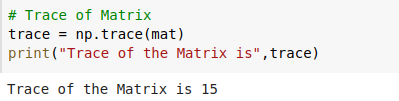 # Trace of Matrix
trace = np.trace(mat)
print("Trace of the Matrix is",trace)
Trace of the Matrix is 15